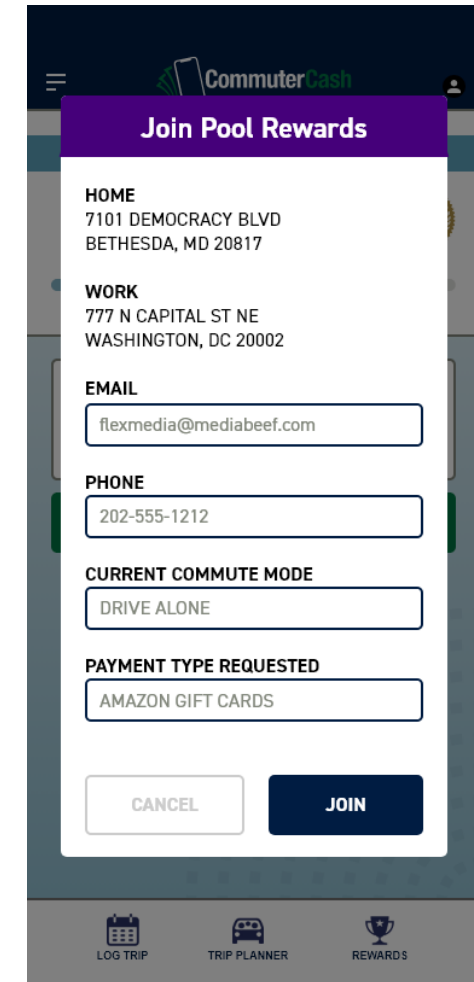 CommuterCash
Join Pool Rewards
HOME
7101 DEMOCRACY BLVD
BETHESDA, MD 20817
WORK
777 N CAPITAL ST NE
WASHINGTON, DC 20002
EMAIL
flexmedia@mediabeef.com
PHONE
202-555-1212
CURRENT COMMUTE MODE
DRIVE ALONE
PAYMENT TYPE REQUESTED
AMAZON GIFT CARDS
CANCEL JOIN
LOG TRIP TRIP PLANNER REWARDS